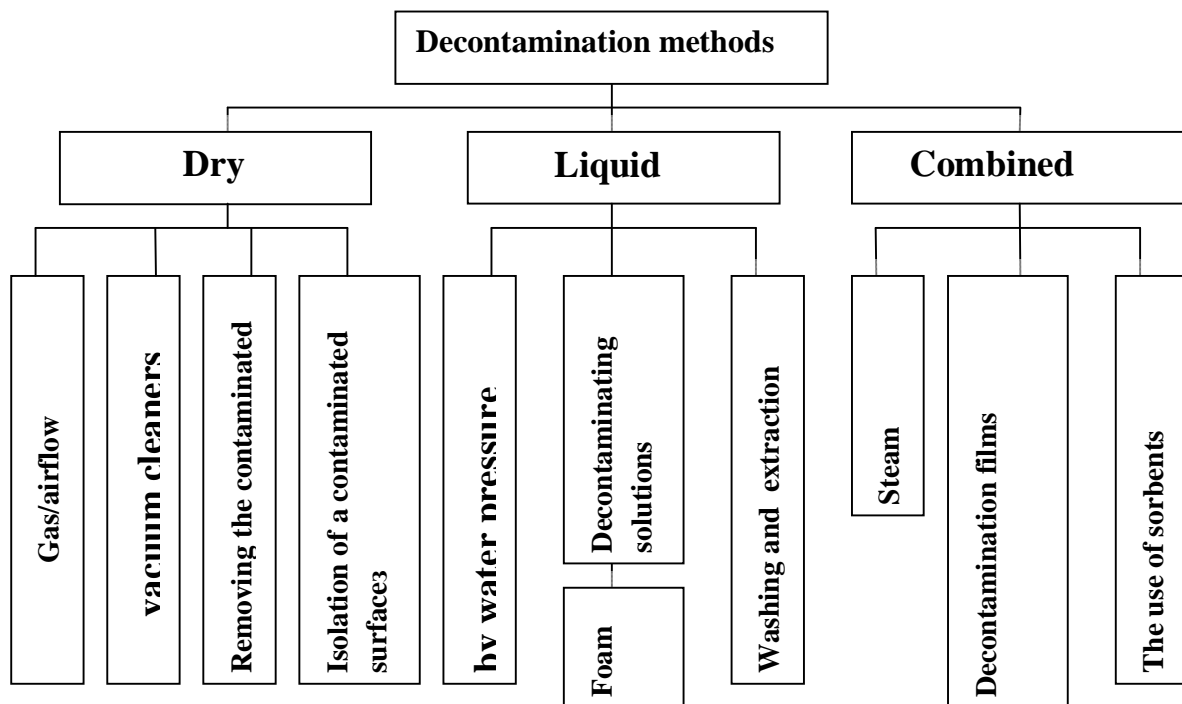 Decontamination methods
Dry
Liquid
Combined
Gas/airflow
vacuum cleaners
Removing the contaminated
Isolation of a contaminated
surfaceз
by water pressure
Decontaminating
solutions
Foam
Washing and extraction
Steam
Decontamination films
The use of sorbents